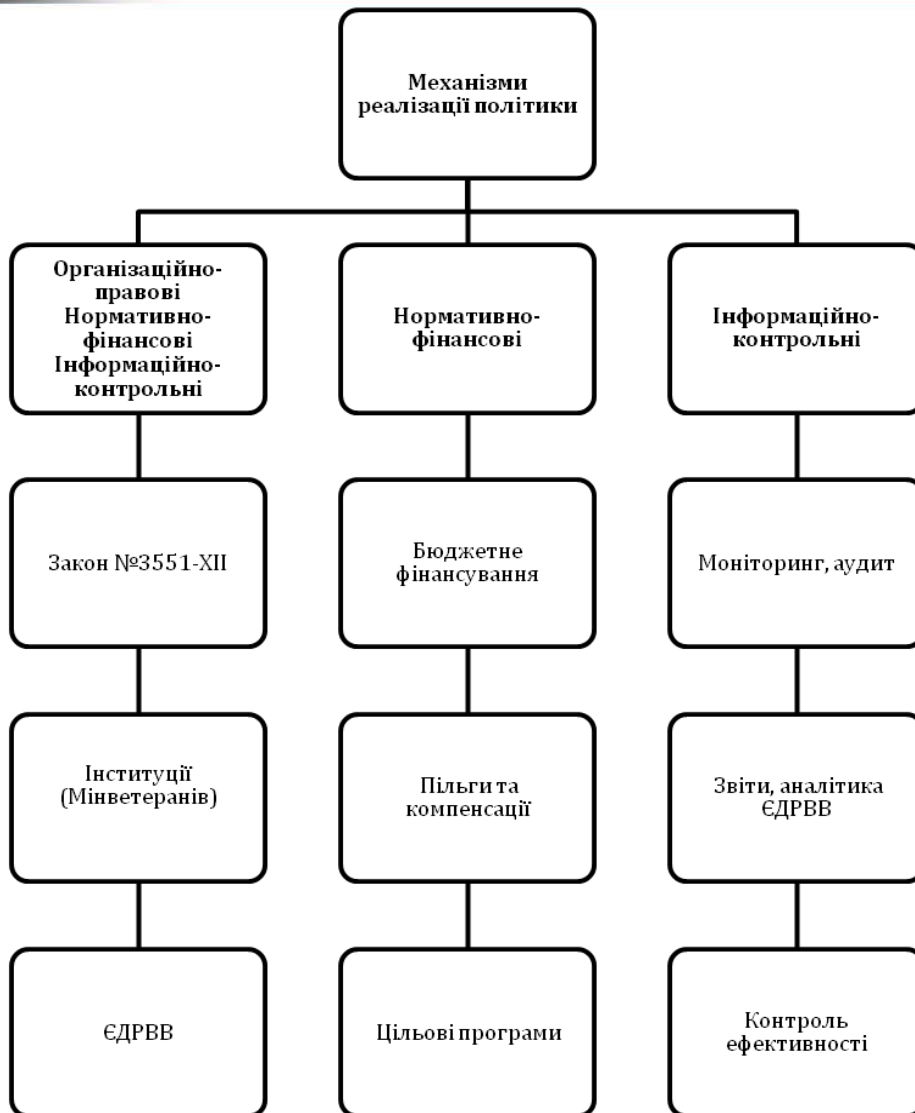 Механізми
реалізації політики
Організаційно-
правові
Нормативно-
фінансові
Інформаційно-
контрольні
Нормативно-
фінансові
Інформаційно-
контрольні
Закон №3551-XII
Бюджетне
фінансування
Моніторинг, аудит
Інституції
(Мінветеранів)
Пільги та
компенсації
Звіти, аналітика
ЄДРВВ
ЄДРВВ
Цільові програми
Контроль
ефективності